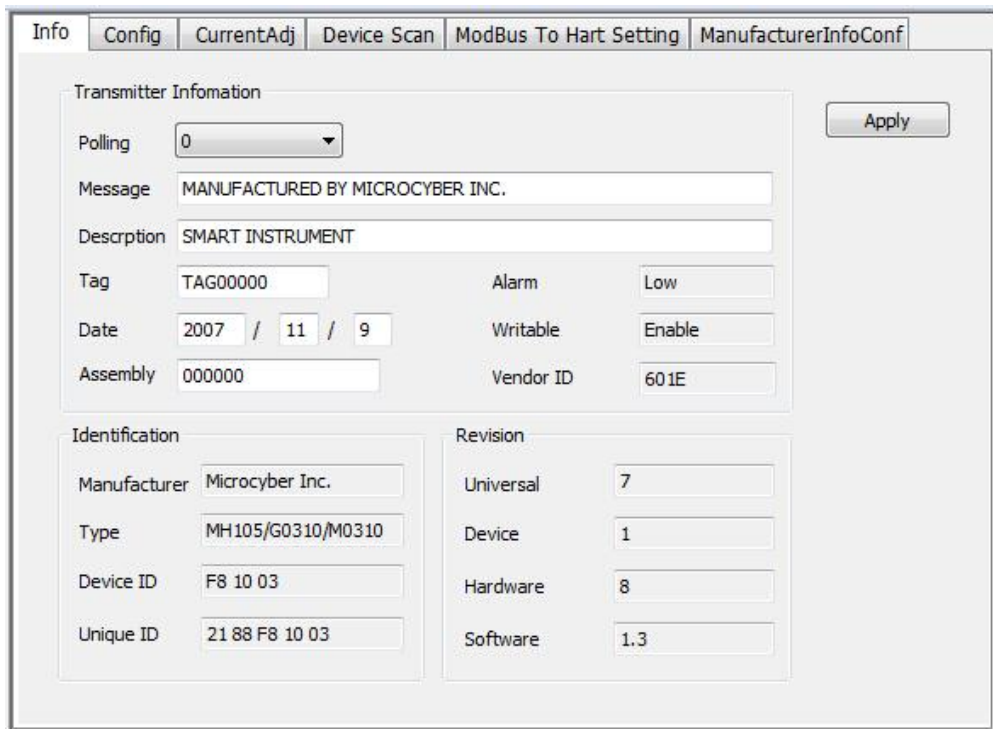 Info Config CurrentAdj Device Scan ModBus To Hart Setting ManufacturerInfoConf
Transmitter Infomation
Apply
Polling 0
Message MANUFACTURED BY MICROCYBER INC.
Descrption SMART INSTRUMENT
Tag TAG00000 Alarm Low
Date 2007 / 11 / 9 Writable Enable
Assembly 000000 Vendor ID 601E
Identification
Manufacturer Microcyber Inc.
Type MH105/G0310/M0310
Device ID F8 10 03
Unique ID 21 88 F8 10 03
Revision
Universal 7
Device 1
Hardware 8
Software 1.3